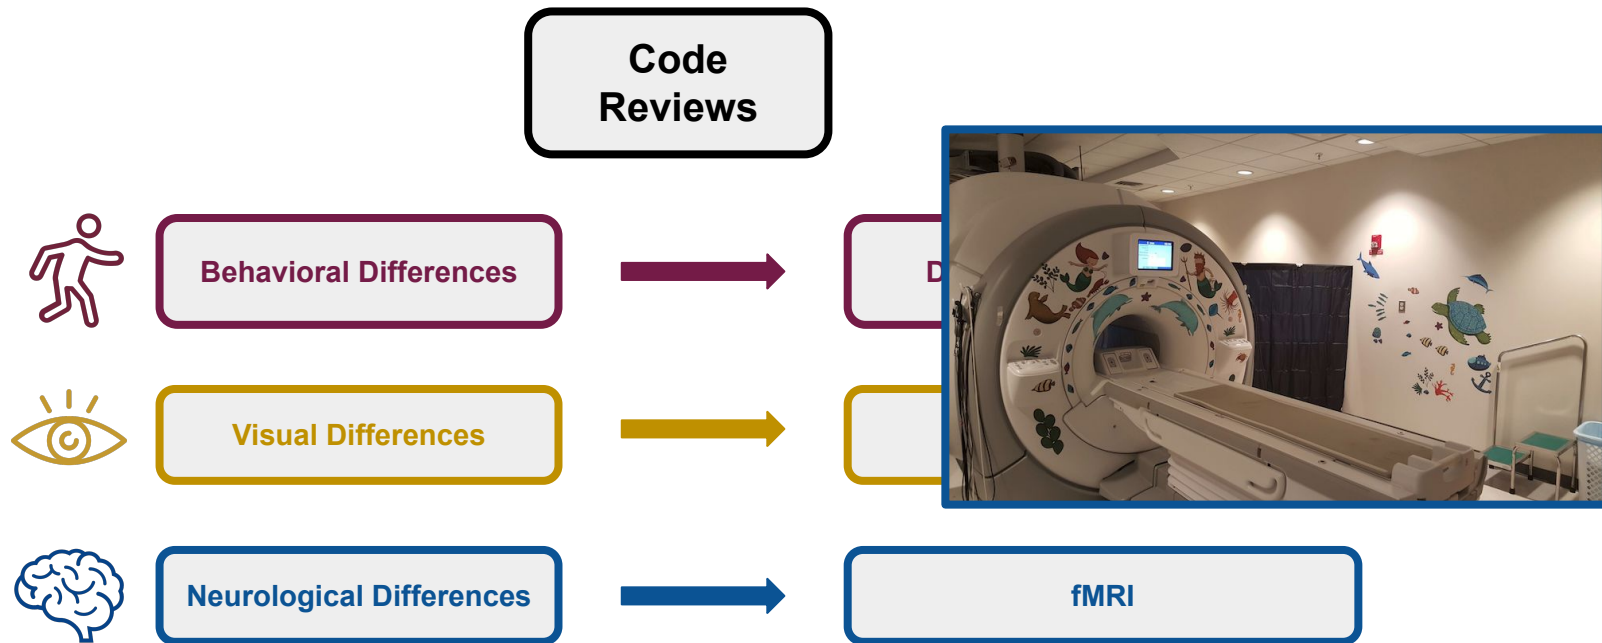 Code
Reviews
Behavioral Differences
D
Visual Differences
Neurological Differences
fMRI